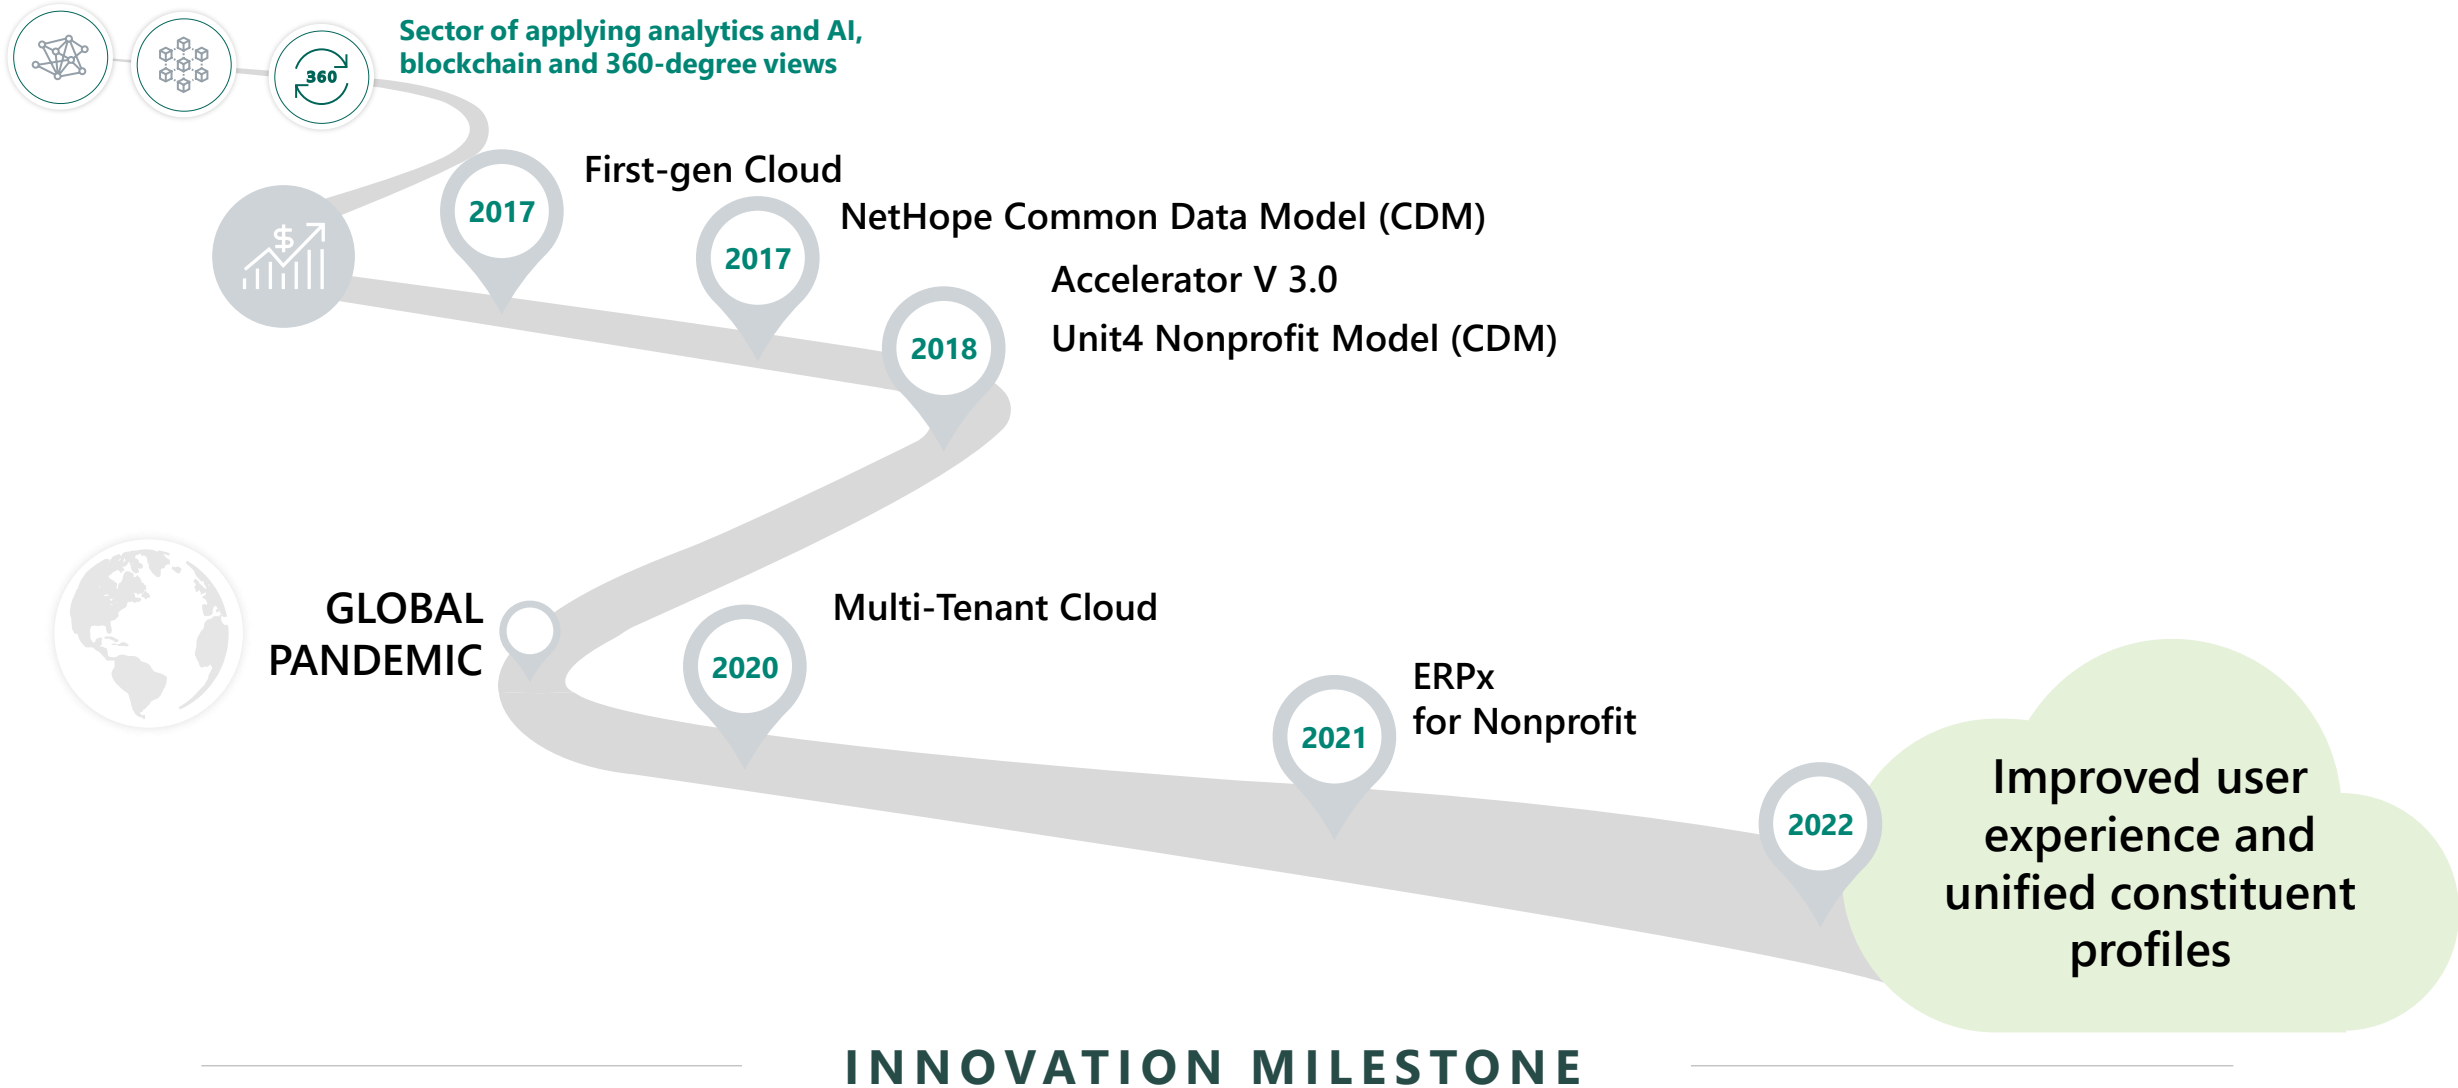 Sector of applying analytics and AI,
blockchain and 360-degree views
360
$
2017
First-gen Cloud
2017
NetHope Common Data Model (CDM)
2018
Accelerator V 3.0
Unit4 Nonprofit Model (CDM)
GLOBAL
PANDEMIC
2020
Multi-Tenant Cloud
2021
ERPx
for Nonprofit
2022
Improved user
experience and
unified constituent
profiles
INNOVATION MILESTONE